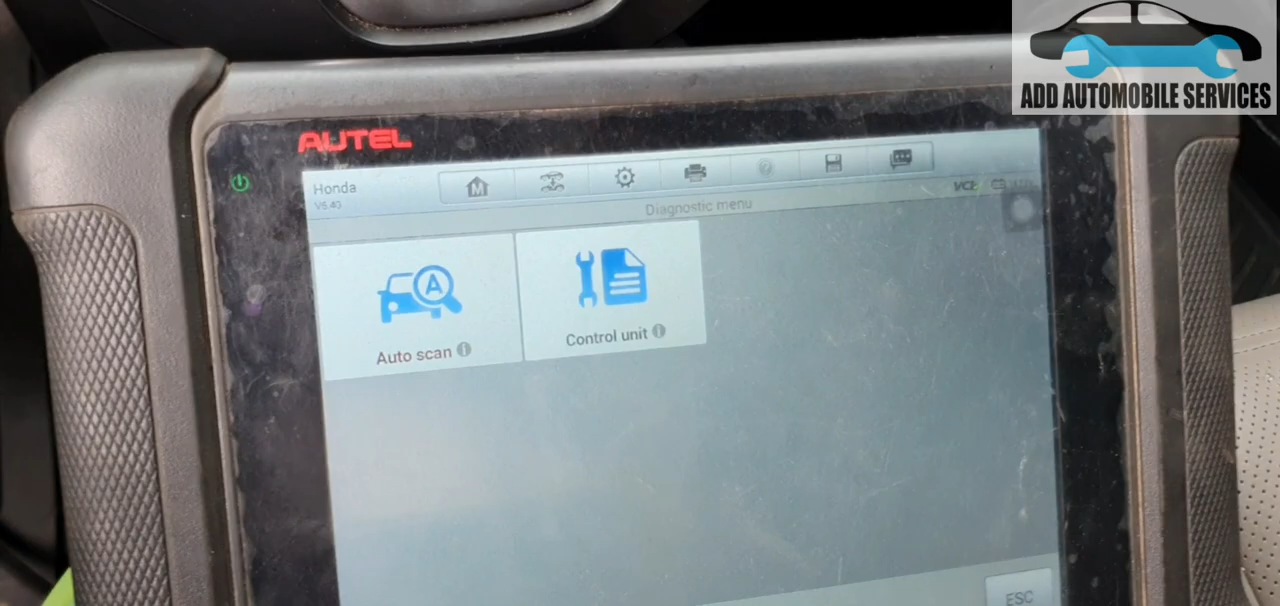 ADD AUTOMOBILE SERVICES
AUTEL
Honda
V5.40
M
Diagnostic menu
VCI
A
Auto scan
Control unit
ESC